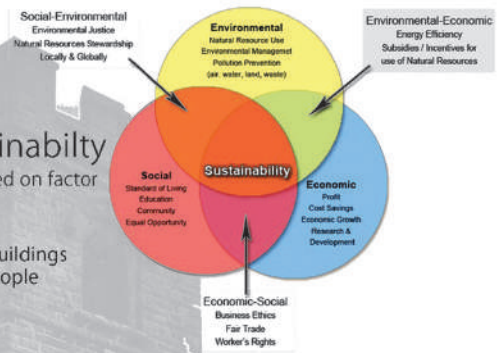 Social-Environmental
Environmental Justice
Natural Resources Stewardship
Locally & Globally
Environmental
Natural Resource Use
Environmental Managemet
Pollution Prevention
(air, water, land, waste)
Environmental-Economic
Energy Efficiency
Subsidies / Incentives for
use of Natural Resources
inabilty
ed on factor
uildings
ople
Social
Standard of Living
Education
Community
Equal Opportunity
Sustainability
Economic
Profit
Cost Savings
Economic Growth
Research &
Development
Economic-Social
Business Ethics
Fair Trade
Worker's Rights